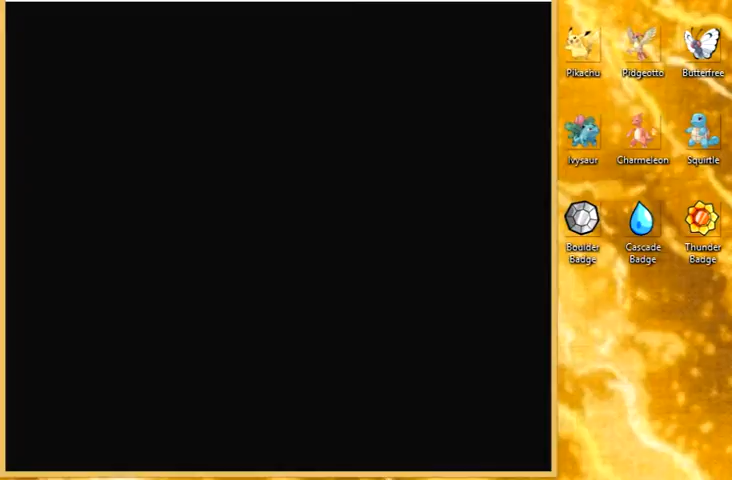 Pikachu Pidgeotto Butterfree
Ivysaur Charmeleon Squirtle
Boulder Badge
Cascade Badge
Thunder Badge